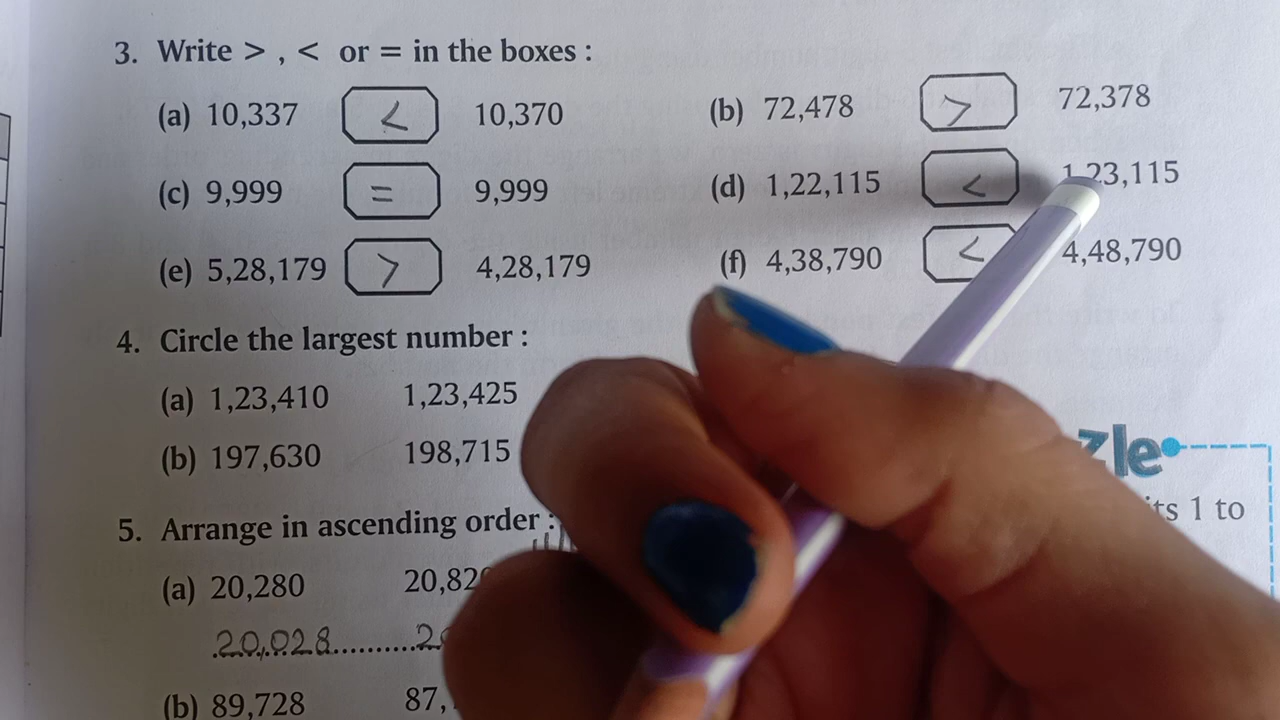 3. Write > , < or = in the boxes :
(a) 10,337 < 10,370 (b) 72,478 > 72,378
(c) 9,999 = 9,999 (d) 1,22,115 < 1,23,115
(e) 5,28,179 > 4,28,179 (f) 4,38,790 < 4,48,790
4. Circle the largest number :
(a) 1,23,410 1,23,425
(b) 197,630 198,715
5. Arrange in ascending order :
1 to
(a) 20,280
20,028
(b) 89,728